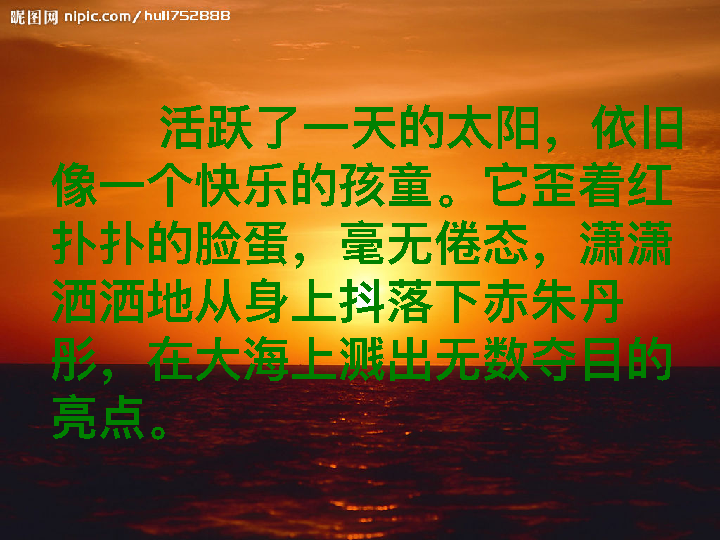 昵图网 nipic.com/hull752888
活跃了一天的太阳，依旧
像一个快乐的孩童。它歪着红
扑扑的脸蛋，毫无倦态，潇潇
洒洒地从身上抖落下赤朱丹
彤，在大海上溅出无数夺目的
亮点。